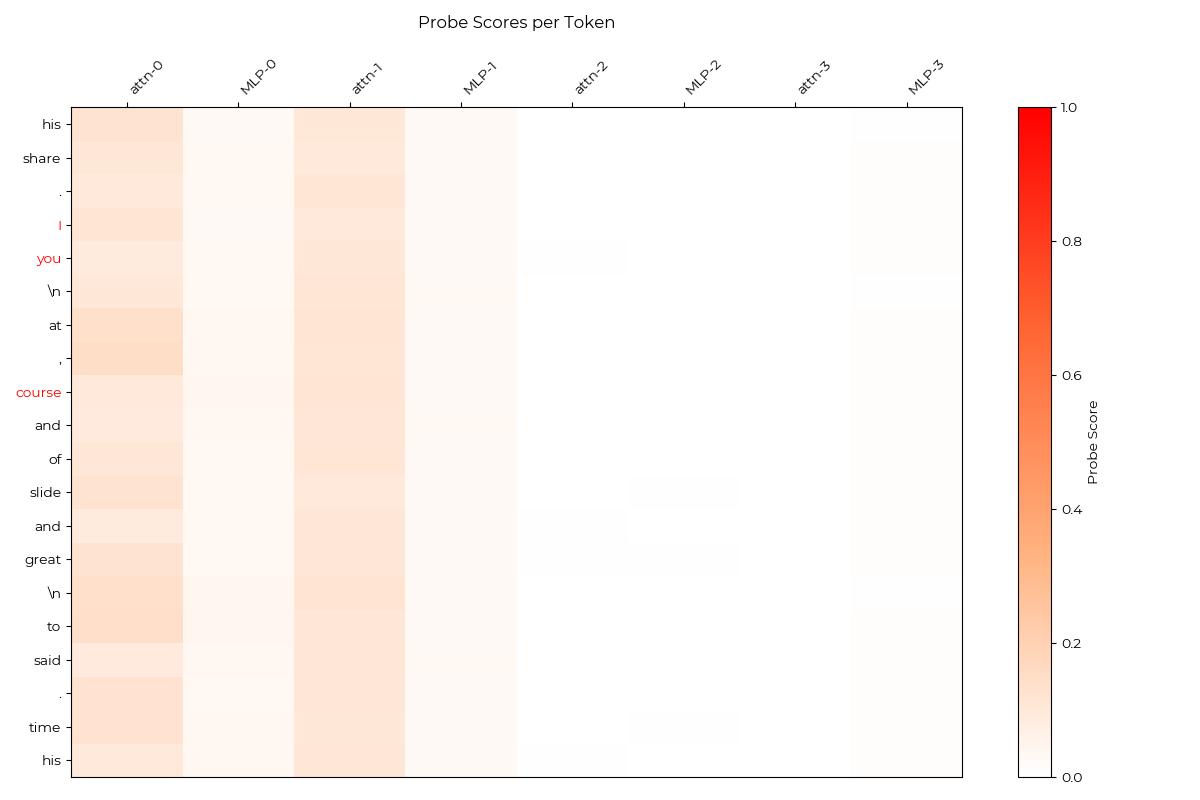 Probe Scores per Token
attn-0 MLP-0 attn-1 MLP-1 attn-2 MLP-2 attn-3 MLP-3
his
share
.
I
you
\n
at
,
course
and
of
slide
and
great
\n
to
said
.
time
his
1.0
0.8
0.6
0.4
0.2
0.0
Probe Score